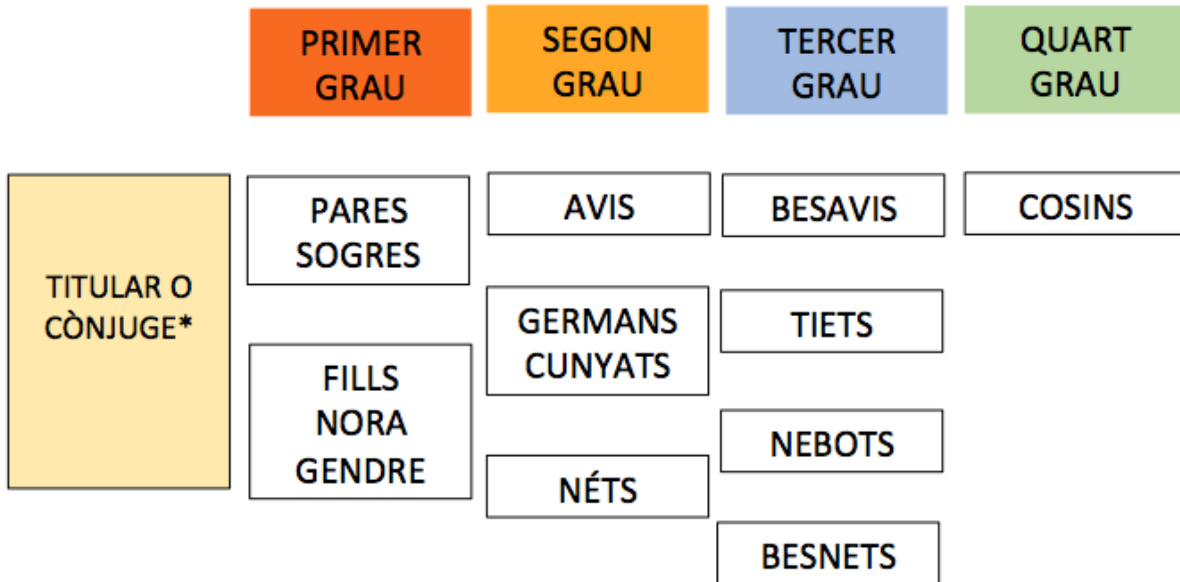 PRIMER
GRAU
SEGON
GRAU
TERCER
GRAU
QUART
GRAU
TITULAR O
CÒNJUGE*
PARES
SOGRES
FILLS
NORA
GENDRE
AVIS
GERMANS
CUNYATS
NÉTS
BESAVIS
TIETS
NEBOTS
BESNETS
COSINS